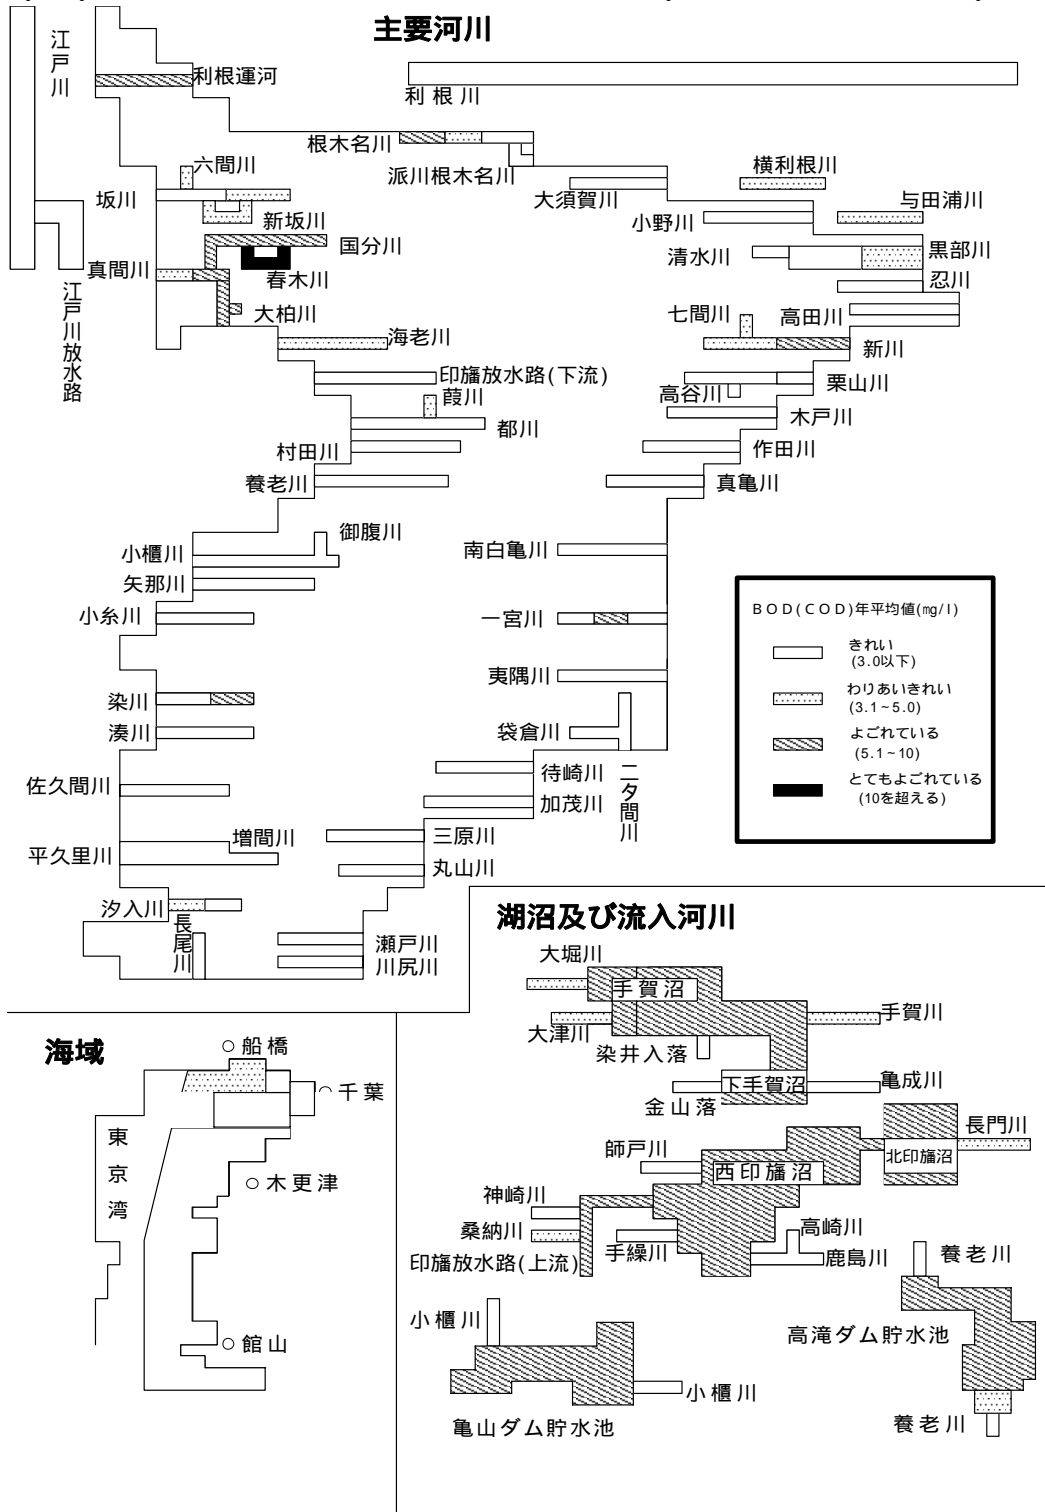 主要河川
江戸川
利根運河
利根川
根木名川
派川根木名川
六間川
坂川
新坂川
国分川
真間川
春木川
大柏川
江戸川放水路
海老川
印旛放水路(下流)
葭川
都川
村田川
養老川
御腹川
小櫃川
矢那川
小糸川
染川
湊川
佐久間川
増間川
平久里川
汐入川
長尾川
横利根川
大須賀川
与田浦川
小野川
清水川
黒部川
忍川
七間川
高田川
新川
高谷川
栗山川
木戸川
作田川
真亀川
南白亀川
一宮川
夷隅川
袋倉川
二タ間川
待崎川
加茂川
三原川
丸山川
瀬戸川
川尻川
BOD(COD)年平均値(mg/l)
きれい
(3.0以下)
わりあいきれい
(3.1~5.0)
よごれている
(5.1~10)
とてもよごれている
(10を超える)
湖沼及び流入河川
大堀川
手賀沼
手賀川
大津川
染井入落
下手賀沼
亀成川
金山落
長門川
師戸川
北印旛沼
西印旛沼
神崎川
桑納川
高崎川
手繰川
鹿島川
印旛放水路(上流)
養老川
高滝ダム貯水池
養老川
小櫃川
小櫃川
亀山ダム貯水池
海域
○船橋
千葉
東京湾
○木更津
○館山